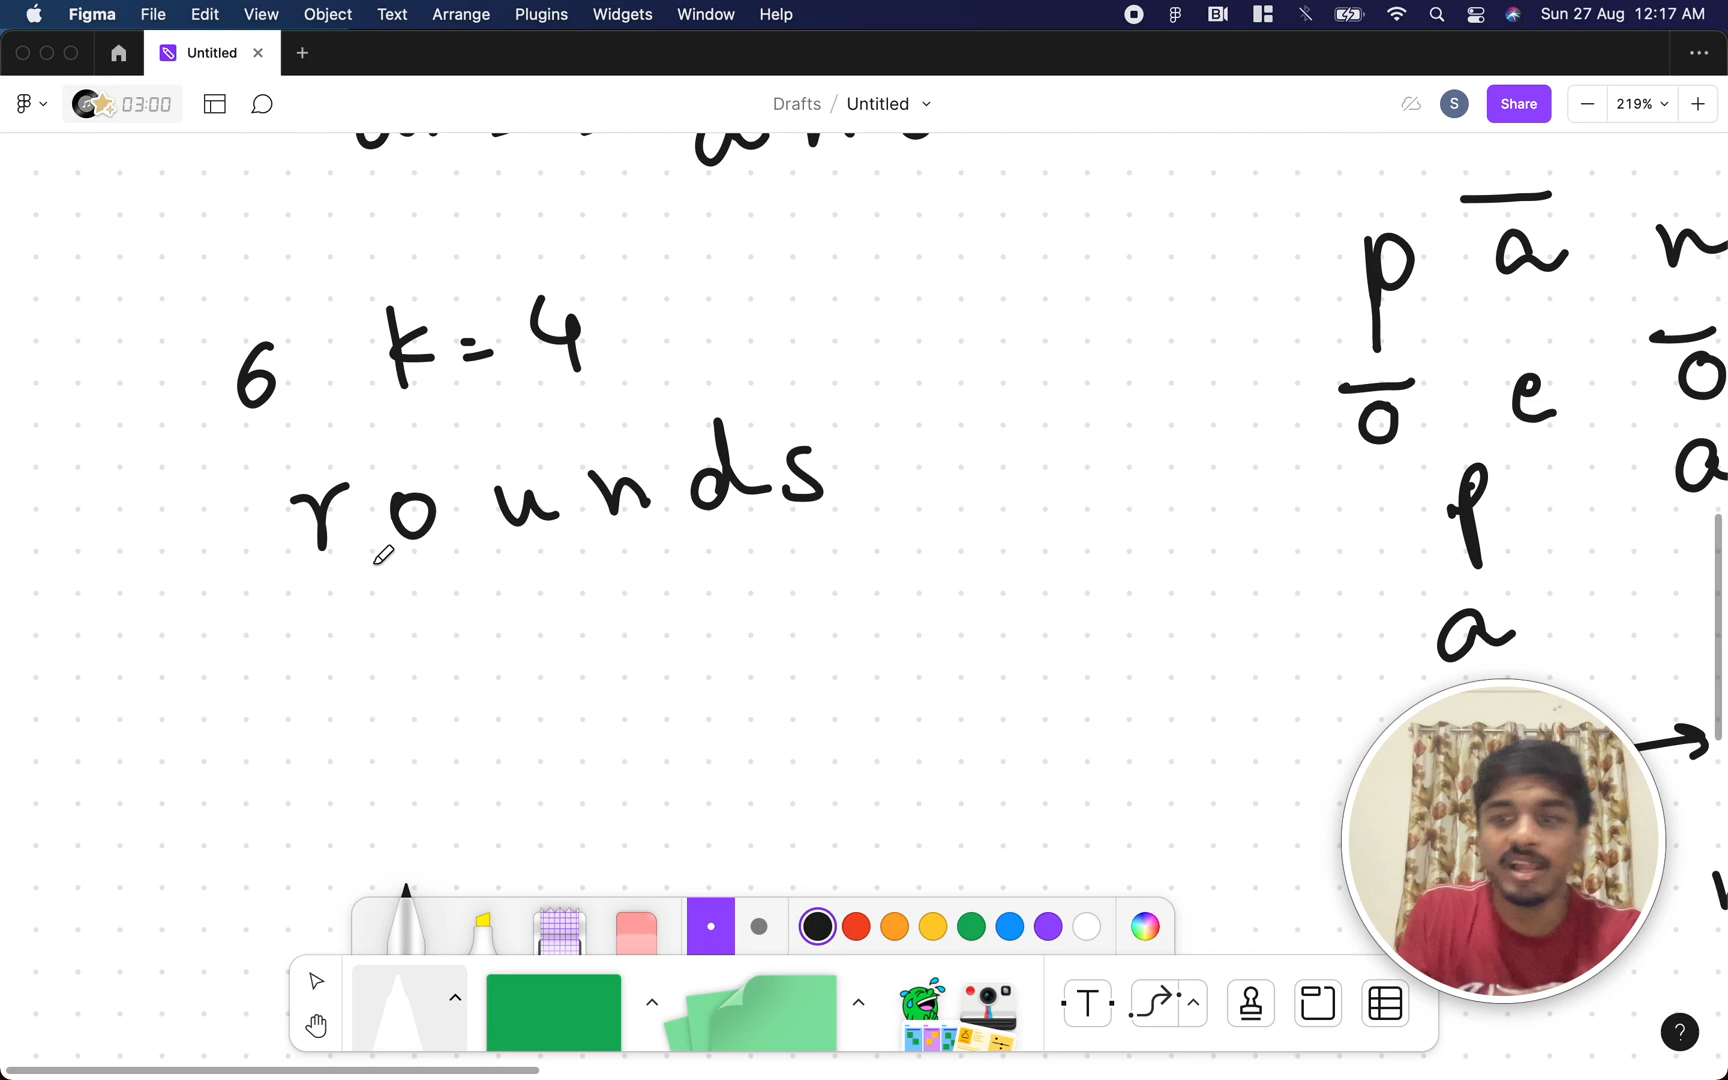 Figma File Edit View Object Text Arrange Plugins Widgets Window Help Sun 27 Aug 12:17 AM
Untitled
03:00 Drafts / Untitled S Share 219%
p a n
6 k = 4
o e o
r o u n d s
a
p
a
T
?